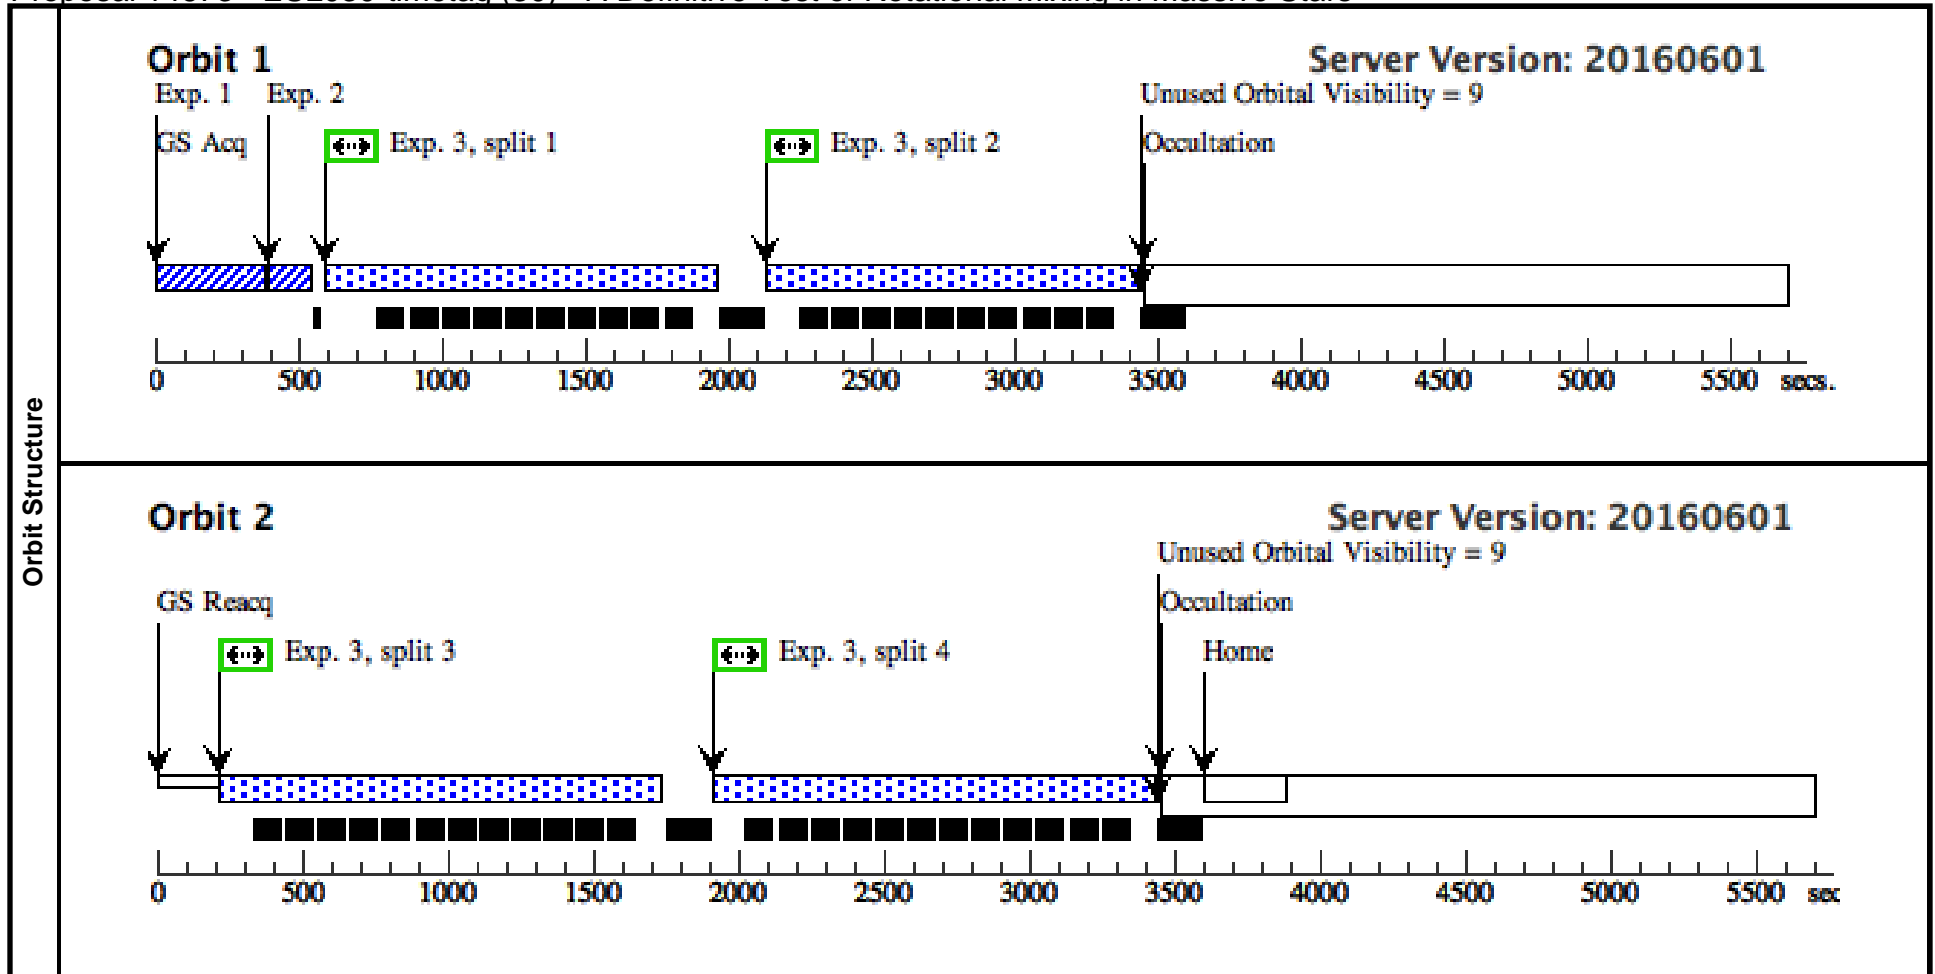 Orbit 1
Server Version: 20160601
Exp. 1 Exp. 2
Unused Orbital Visibility = 9
GS Acq
Exp. 3, split 1
Exp. 3, split 2
Occultation
0 500 1000 1500 2000 2500 3000 3500 4000 4500 5000 5500 secs.
Orbit Structure
Orbit 2
Server Version: 20160601
Unused Orbital Visibility = 9
GS Reacq
Occultation
Exp. 3, split 3
Exp. 3, split 4
Home
0 500 1000 1500 2000 2500 3000 3500 4000 4500 5000 5500 sec